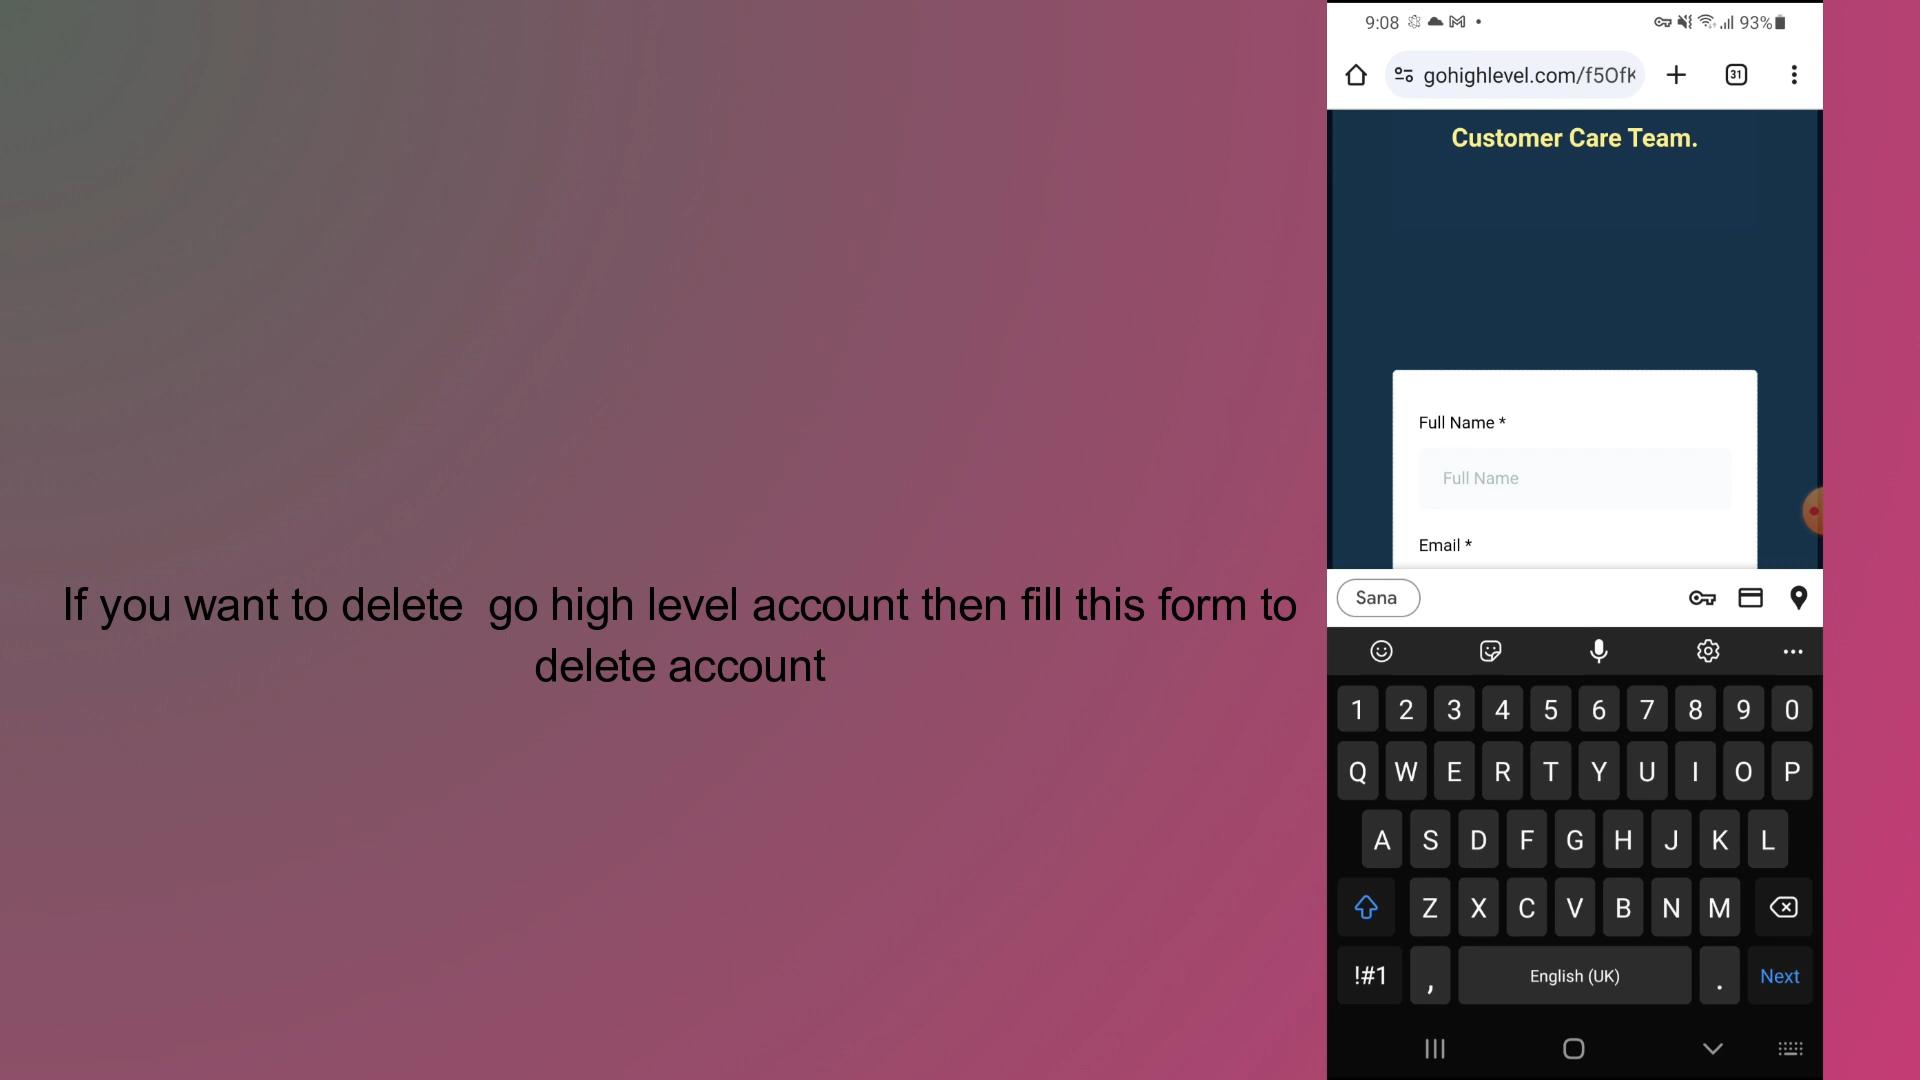 If you want to delete  go high level account then fill this form to
delete account
9:08
93%
gohighlevel.com/f5OfK
31
Customer Care Team.
Full Name *
Full Name
Email *
Sana
1 2 3 4 5 6 7 8 9 0
Q W E R T Y U I O P
A S D F G H J K L
Z X C V B N M
!#1 , English (UK) . Next